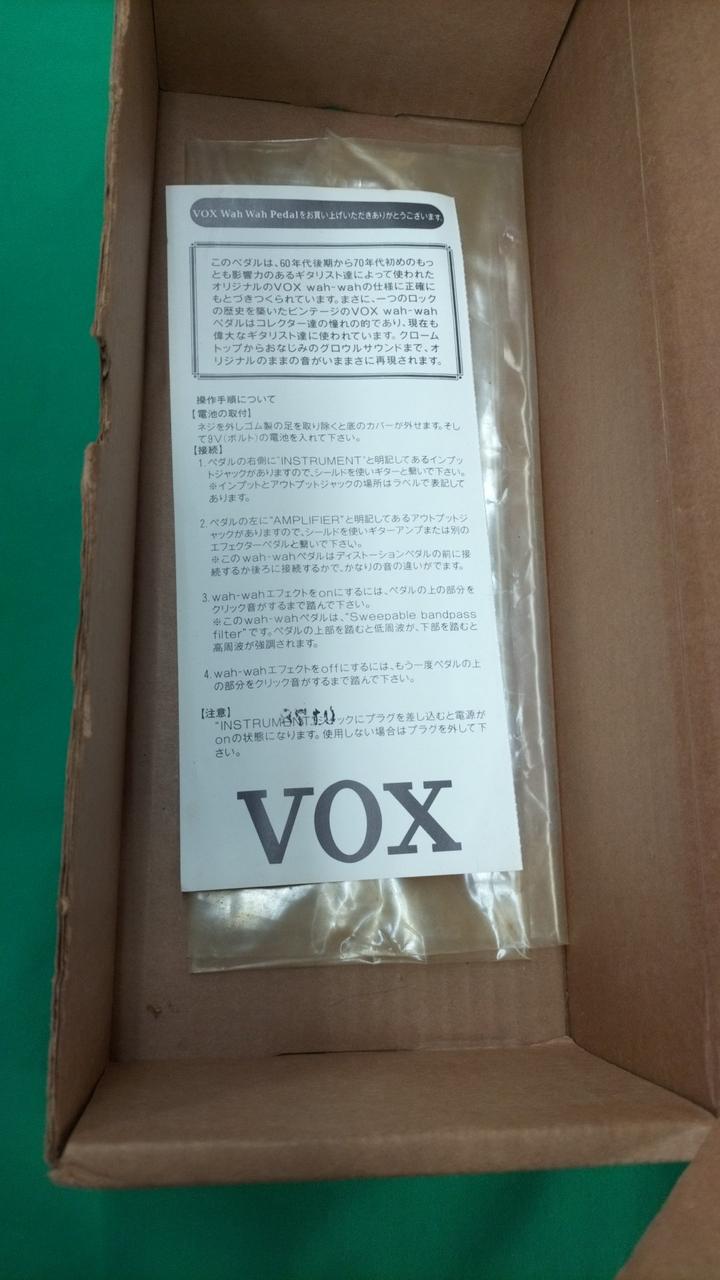 VOX Wah Wah Pedalをお買い上げいただきありがとうございます。
このペダルは、60年代後期から70年代初めのもっ
とも影響力のあるギタリスト達によって使われた
オリジナルのVOX wah-wahの仕様に正確に
もとづきつくられています。まさに、一つのロック
の歴史を築いたビンテージのVOX wah-wah
ペダルはコレクター達の憧れの的であり、現在も
偉大なギタリスト達に使われています。クローム
トップからおなじみのグロウルサウンドまで、オ
リジナルのままの音がいままさに再現されます。
操作手順について
【電池の取付】
ネジを外しゴム製の足を取り除くと底のカバーが外せます。そし
て9V(ボルト)の電池を入れて下さい。
【接続】
1. ペダルの右側に"INSTRUMENT"と明記してあるインプッ
トジャックがありますので、シールドを使いギターと繋いで下さい。
※インプットとアウトプットジャックの場所はラベルで表記して
あります。
2. ペダルの左に"AMPLIFIER"と明記してあるアウトプットジ
ャックがありますので、シールドを使いギターアンプまたは別の
エフェクターペダルと繋いで下さい。
※このwah-wahペダルはディストーションペダルの前に接
続するか後ろに接続するかで、かなりの音の違いがでます。
3. wah-wahエフェクトをonにするには、ペダルの上の部分を
クリック音がするまで踏んで下さい。
※このwah-wahペダルは、"Sweepable bandpass
filter"です。ペダルの上部を踏むと低周波が、下部を踏むと
高周波が強調されます。
4. wah-wahエフェクトをoffにするには、もう一度ペダルの上
の部分をクリック音がするまで踏んで下さい。
【注意】
"INSTRUMENT"ジャックにプラグを差し込むと電源が
onの状態になります。使用しない場合はプラグを外して下
さい。
VOX